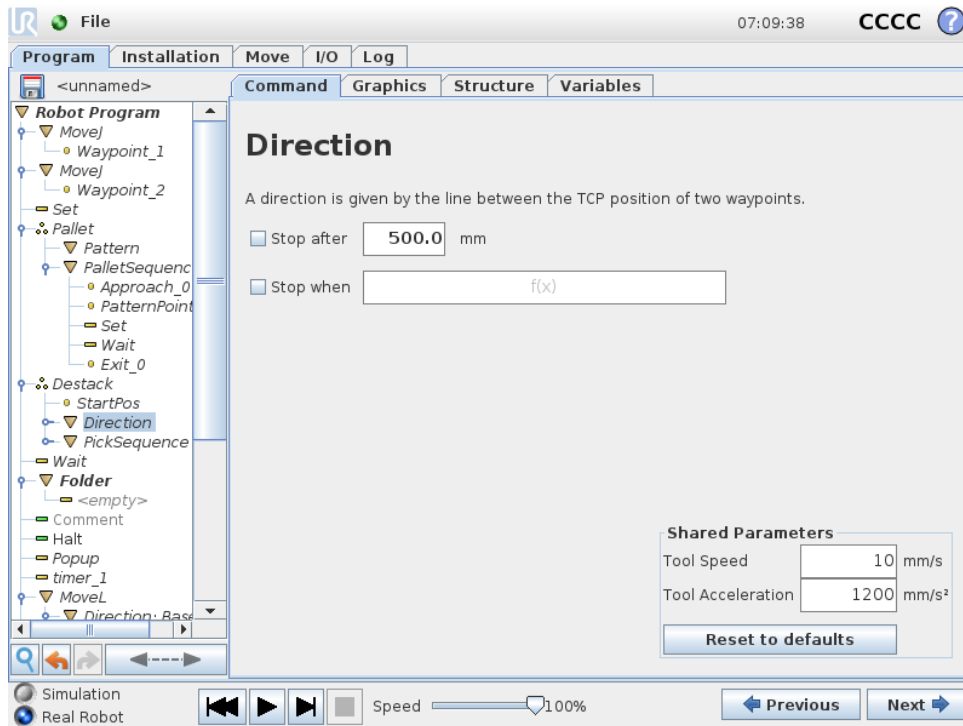 UR File 07:09:38 CCCC ?
Program Installation Move I/O Log
<unnamed>
Command Graphics Structure Variables
Robot Program
MoveJ
Waypoint_1
MoveJ
Waypoint_2
Set
Pallet
Pattern
PalletSequenc
Approach_0
PatternPoint
Set
Wait
Exit_0
Destack
StartPos
Direction
PickSequence
Wait
Folder
<empty>
Comment
Halt
Popup
timer_1
MoveL
Direction: Base
Direction
A direction is given by the line between the TCP position of two waypoints.
Stop after 500.0 mm
Stop when f(x)
Shared Parameters
Tool Speed 10 mm/s
Tool Acceleration 1200 mm/s²
Reset to defaults
Simulation
Real Robot
Speed 100%
Previous Next